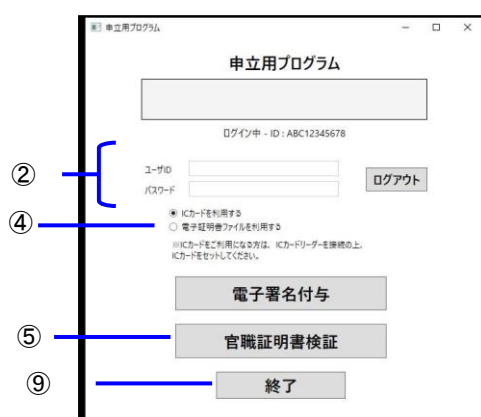 申立用プログラム
申立用プログラム
ログイン中 - ID : ABC12345678
②
ユーザID
パスワード
ログアウト
④
ICカードを利用する
電子証明書ファイルを利用する
※ICカードをご利用になる方は、ICカードリーダーを接続の上、
ICカードをセットしてください。
電子署名付与
⑤
官職証明書検証
⑨
終了